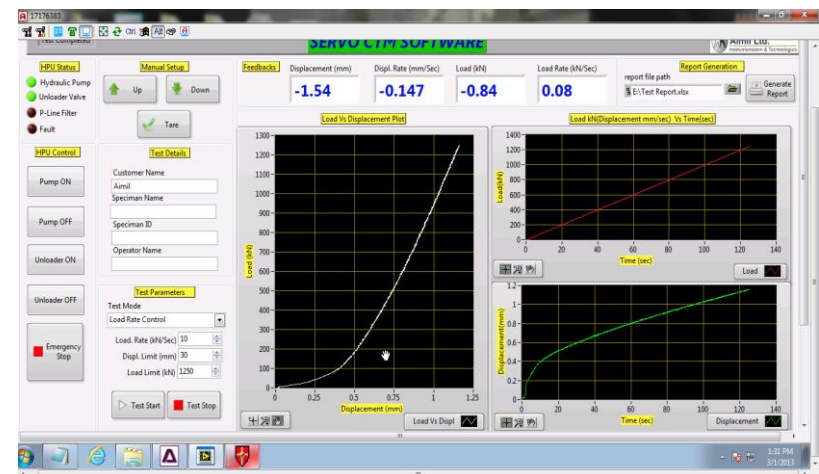 17176383
Test Completed
SERVO CTM SOFTWARE
Aimil Ltd.
Instrumentation & Technologies
HPU Status
Hydraulic Pump
Unloader Valve
P-Line Filter
Fault
Manual Setup
Up
Down
Tare
Feedbacks
Displacement (mm)
-1.54
Displ. Rate (mm/Sec)
-0.147
Load (kN)
-0.84
Load Rate (kN/Sec)
0.08
Report Generation
report file path
E:\Test Report.xlsx
Generate
Report
HPU Control
Pump ON
Pump OFF
Unloader ON
Unloader OFF
Emergency
Stop
Test Details
Customer Name
Aimil
Speciman Name
Speciman ID
Operator Name
Test Parameters
Test Mode
Load Rate Control
Load. Rate (kN/Sec) 10
Displ. Limit (mm) 30
Load Limit (kN) 1250
Test Start
Test Stop
Load Vs Displacement Plot
Load (kN)
1300
1200
1100
1000
900
800
700
600
500
400
300
200
100
0
0 0.25 0.5 0.75 1 1.25
Displacement (mm)
Load Vs Displ
Load kN(Displacement mm/sec) Vs Time(sec)
Load(kN)
1400
1200
1000
800
600
400
200
0
0 20 40 60 80 100 120 140
Time (sec)
Load
Displacement(mm)
1.2
1
0.8
0.6
0.4
0.2
0
0 20 40 60 80 100 120 140
Time (sec)
Displacement
1:31 PM
3/1/2013